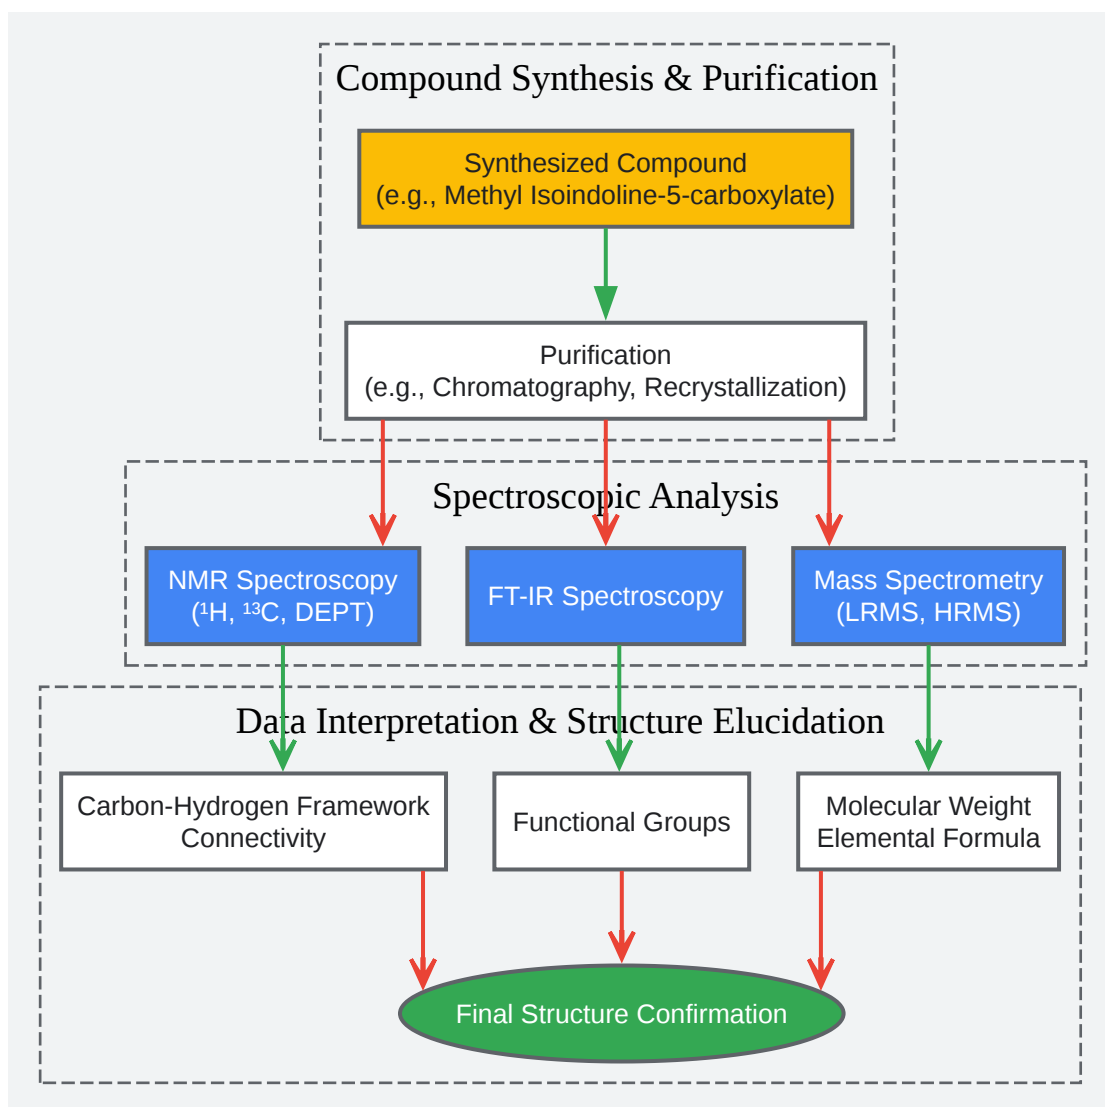 Compound Synthesis & Purification
Synthesized Compound
(e.g., Methyl Isoindoline-5-carboxylate)
Purification
(e.g., Chromatography, Recrystallization)
Spectroscopic Analysis
NMR Spectroscopy
(¹H, ¹³C, DEPT)
FT-IR Spectroscopy
Mass Spectrometry
(LRMS, HRMS)
Data Interpretation & Structure Elucidation
Carbon-Hydrogen Framework
Connectivity
Functional Groups
Molecular Weight
Elemental Formula
Final Structure Confirmation